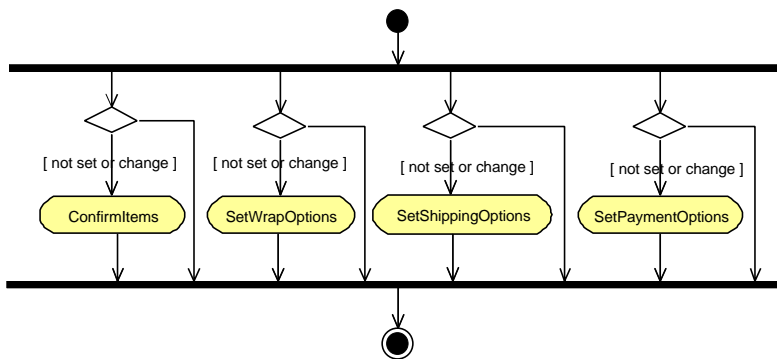 [ not set or change ]
[ not set or change ]
[ not set or change ]
[ not set or change ]
ConfirmItems
SetWrapOptions
SetShippingOptions
SetPaymentOptions